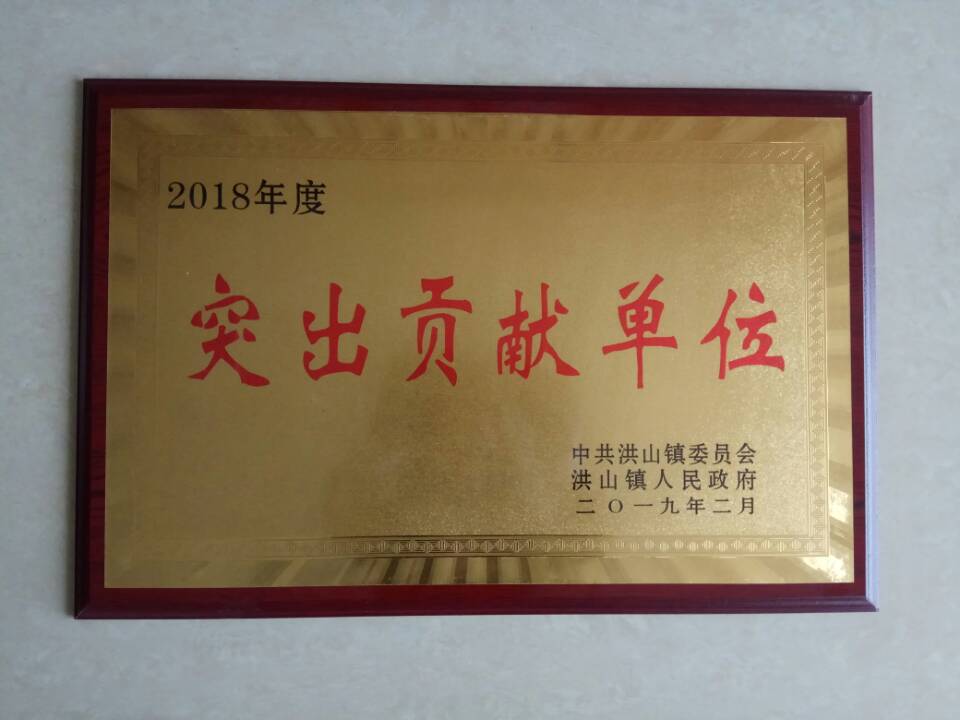 2018年度
突出贡献单位
中共洪山镇委员会
洪山镇人民政府
二〇一九年二月